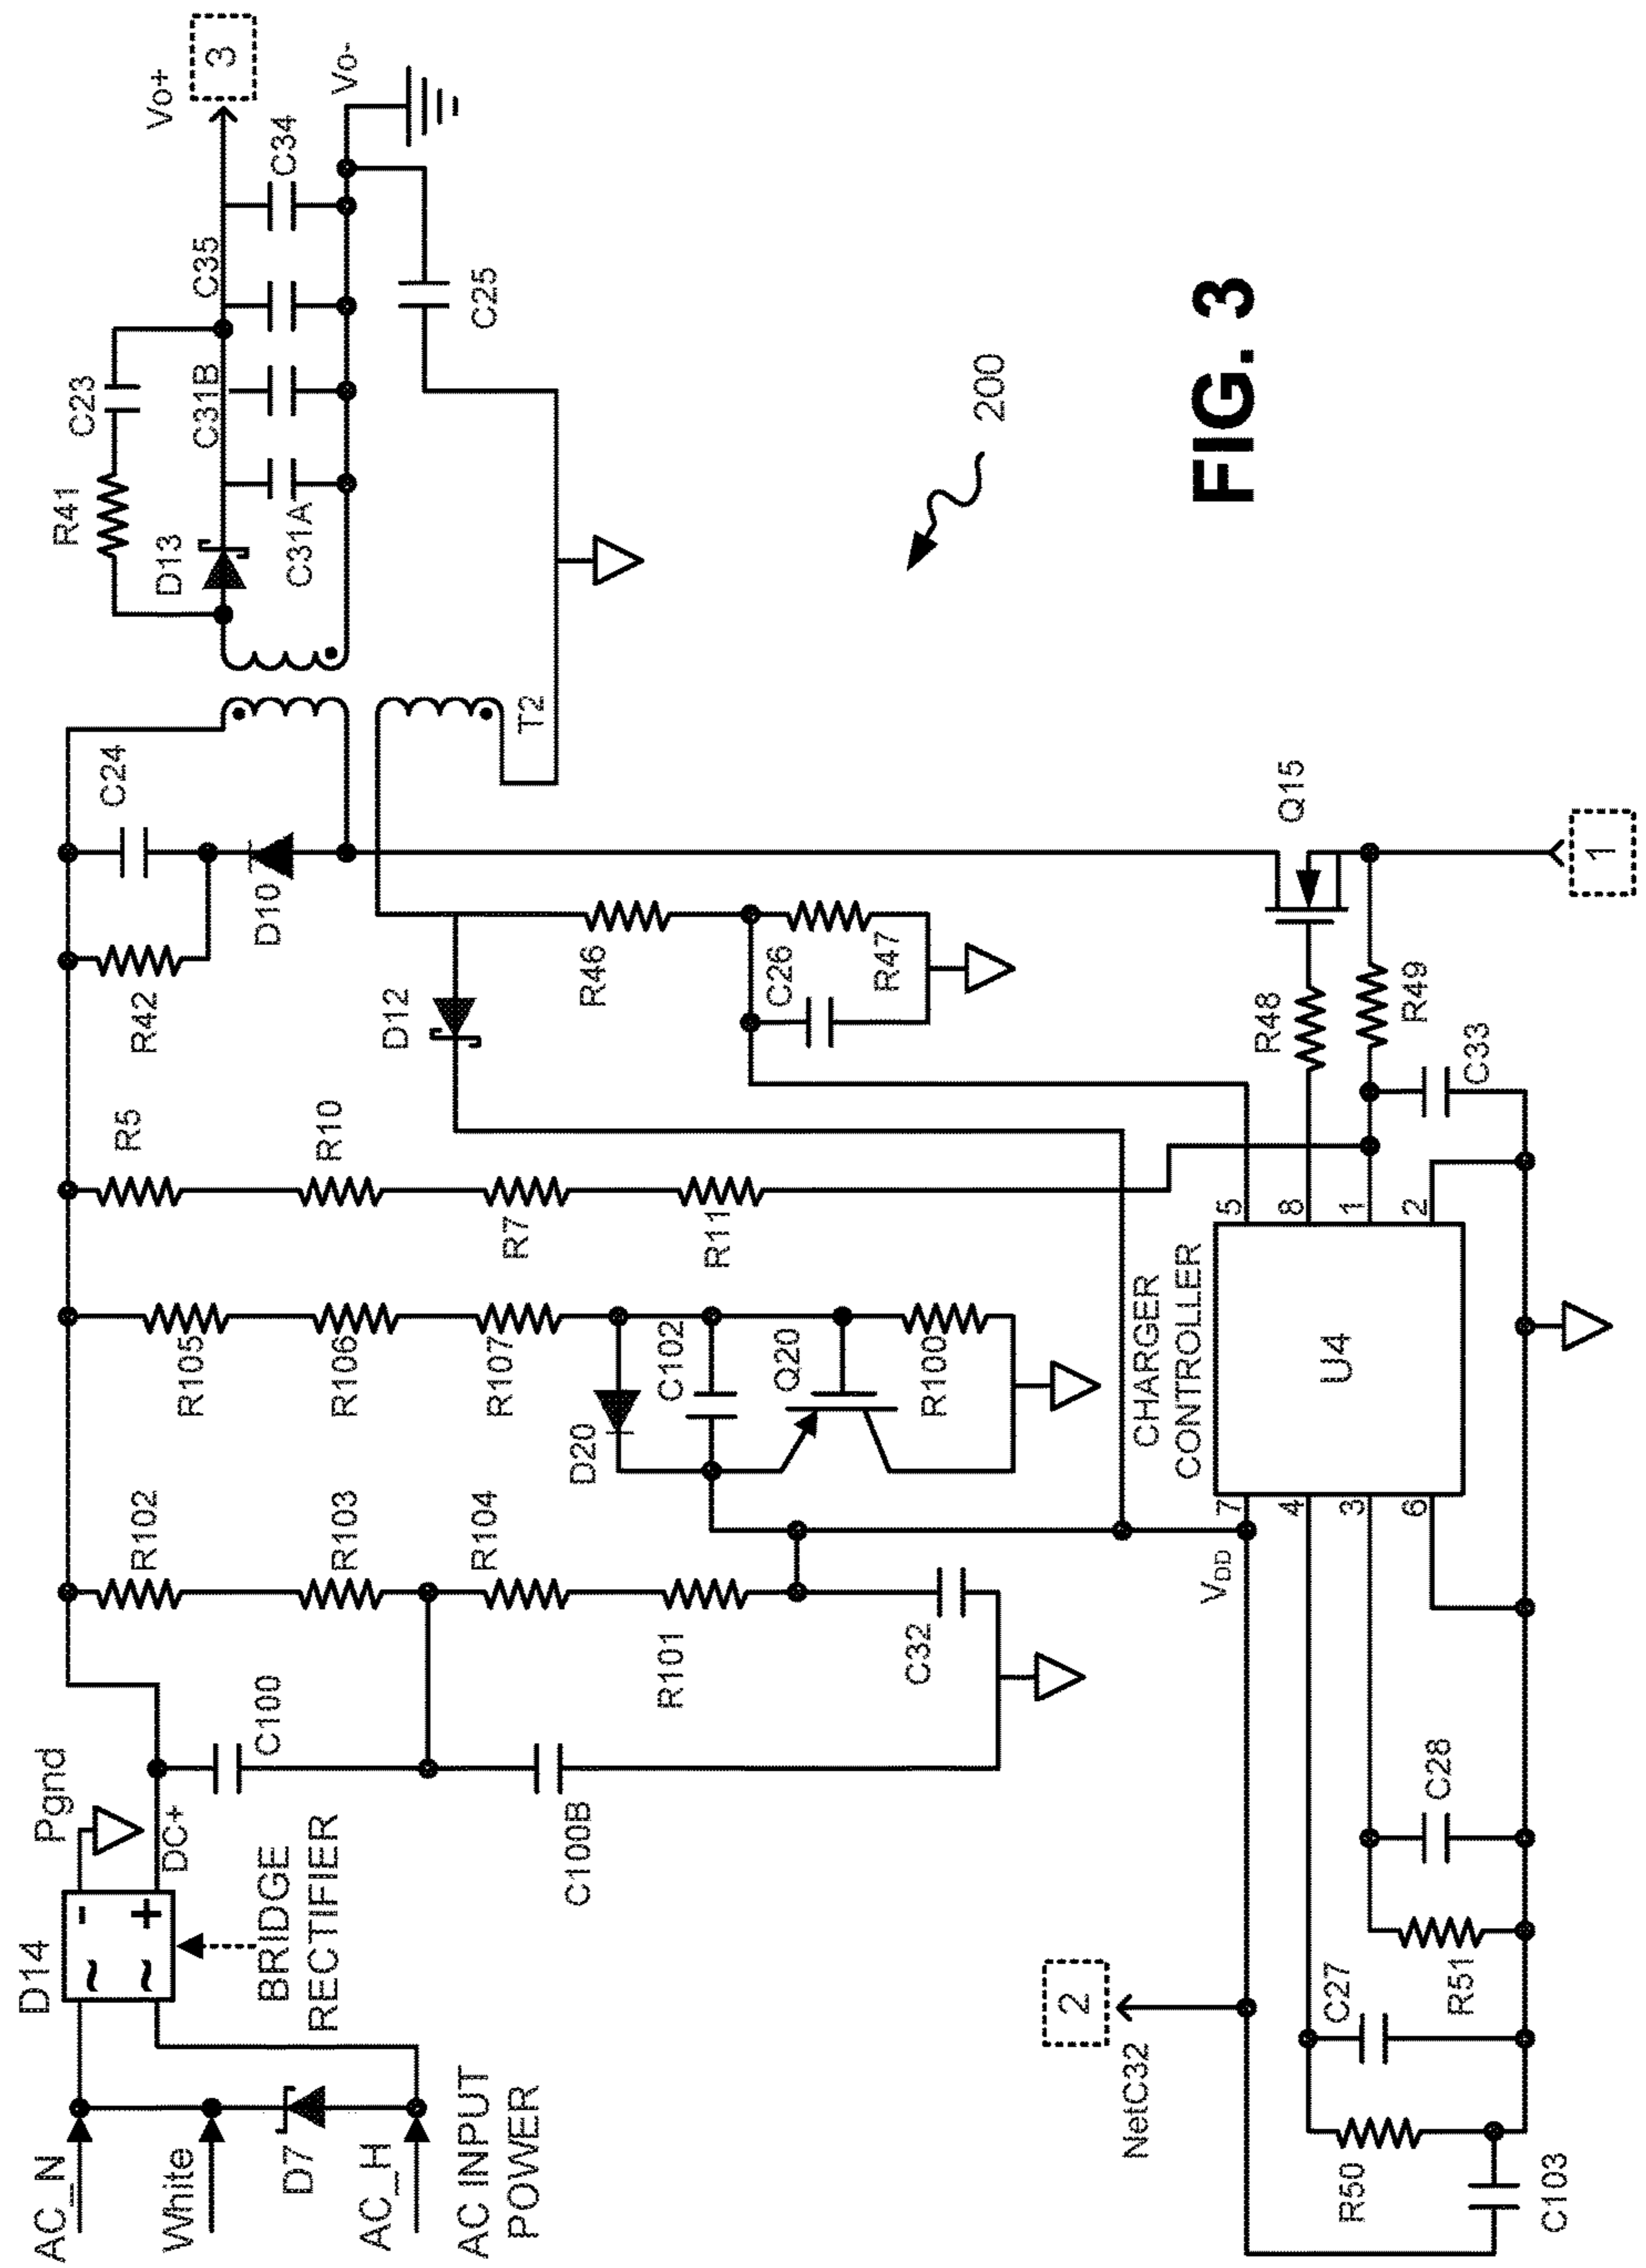 AC_N
White
D7
AC_H
AC INPUT
POWER
D14
~
-
~
+
BRIDGE
RECTIFIER
Pgnd
DC+
C100
C100B
R102
R103
R104
R101
C32
R105
R106
R107
D20
C102
Q20
R100
R5
R10
R7
R11
R42
C24
D10
D12
R46
C26
R47
T2
R41
C23
D13
C31A
C31B
C35
C34
Vo+
3
Vo-
C25
200
NetC32
2
VDD
CHARGER
CONTROLLER
U4
7
4
3
6
5
8
1
2
R48
R49
C33
Q15
1
R50
C27
R51
C28
C103
FIG. 3